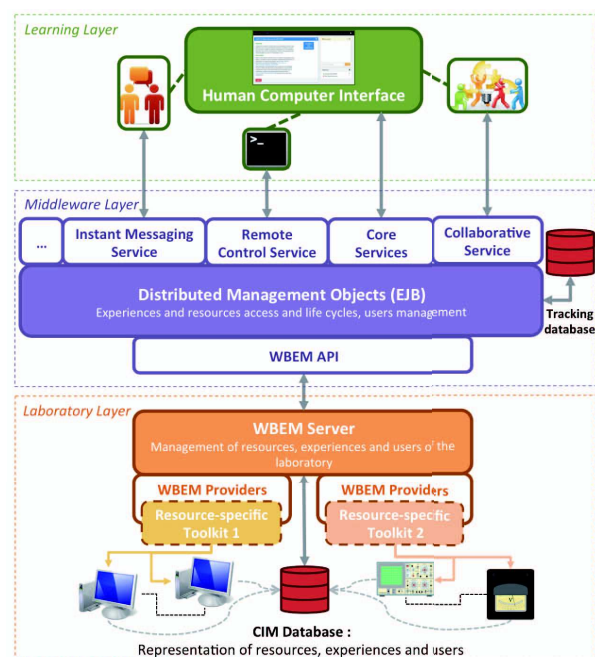 Learning Layer
Human Computer Interface
>_
Middleware Layer
...
Instant Messaging
Service
Remote
Control Service
Core
Services
Collaborative
Service
Distributed Management Objects (EJB)
Experiences and resources access and life cycles, users management
Tracking
database
WBEM API
Laboratory Layer
WBEM Server
Management of resources, experiences and users of the
laboratory
WBEM Providers
WBEM Providers
Resource-specific
Toolkit 1
Resource-specific
Toolkit 2
V
CIM Database :
Representation of resources, experiences and users